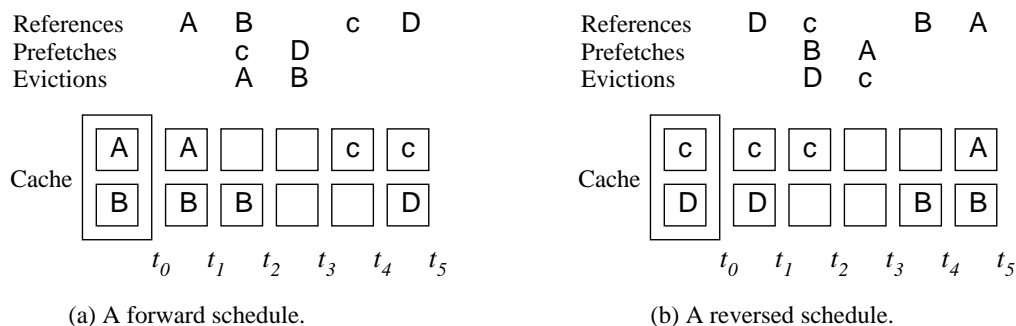 References A B c D
Prefetches c D
Evictions A B
A A c c
Cache
B B B D
t0 t1 t2 t3 t4 t5
(a) A forward schedule.
References D c B A
Prefetches B A
Evictions D c
c c c A
Cache
D D B B
t0 t1 t2 t3 t4 t5
(b) A reversed schedule.